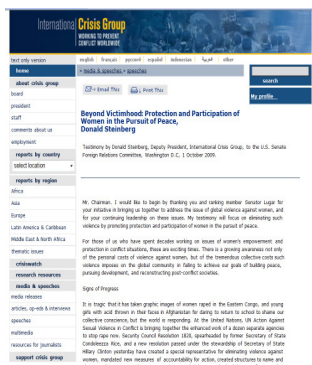 International Crisis Group
WORKING TO PREVENT
CONFLICT WORLDWIDE
text only version
english français русский español indonesian العربية other
home
» media & speeches » speeches
about crisis group
search
board
Email This Print This
president
My profile...
staff
comments about us
employment
reports by country
select location
reports by region
Africa
Asia
Europe
Latin America & Caribbean
Middle East & North Africa
thematic issues
crisiswatch
research resources
media & speeches
media releases
articles, op-eds & interviews
speeches
multimedia
resources for journalists
support crisis group
Beyond Victimhood: Protection and Participation of
Women in the Pursuit of Peace,
Donald Steinberg
Testimony by Donald Steinberg, Deputy President, International Crisis Group, to the U.S. Senate
Foreign Relations Committee, Washington D.C, 1 October 2009.
Mr. Chairman. I would like to begin by thanking you and ranking member Senator Lugar for
your initiative in bringing us together to address the issue of global violence against women, and
for your continuing leadership on these issues. My testimony will focus on eliminating such
violence by promoting protection and participation of women in the pursuit of peace.
For those of us who have spent decades working on issues of women's empowerment and
protection in conflict situations, these are exciting times. There is a growing awareness not only
of the personal costs of violence against women, but of the tremendous collective costs such
violence imposes on the global community in failing to achieve our goals of building peace,
pursuing development, and reconstructing post-conflict societies.
Signs of Progress
It is tragic that it has taken graphic images of women raped in the Eastern Congo, and young
girls with acid thrown in their faces in Afghanistan for daring to return to school to shame our
collective conscience, but the world is responding. At the United Nations, UN Action Against
Sexual Violence in Conflict is bringing together the enhanced work of a dozen separate agencies
to stop rape now. Security Council Resolution 1820, spearheaded by former Secretary of State
Condoleezza Rice, and a new resolution passed under the stewardship of Secretary of State
Hillary Clinton yesterday have created a special representative for eliminating violence against
women, mandated new measures of accountability for action, created structures to name and